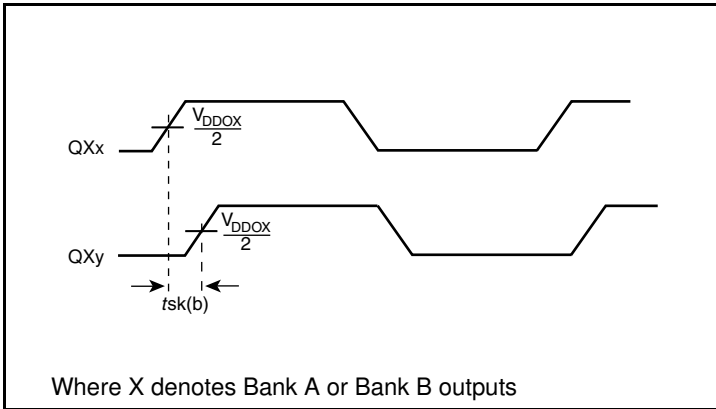 V_DDOX
2
QXx
V_DDOX
2
QXy
tsk(b)
Where X denotes Bank A or Bank B outputs